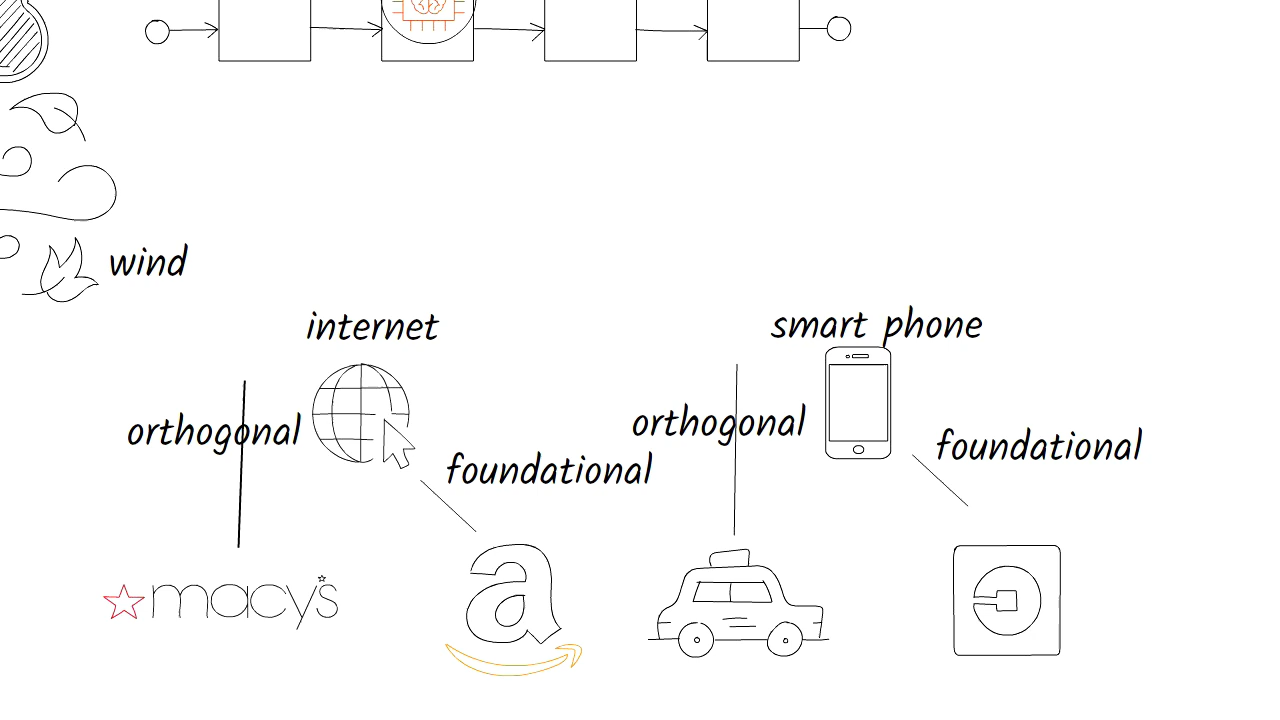 wind
internet
smart phone
orthogonal
foundational
orthogonal
foundational
macy's
a